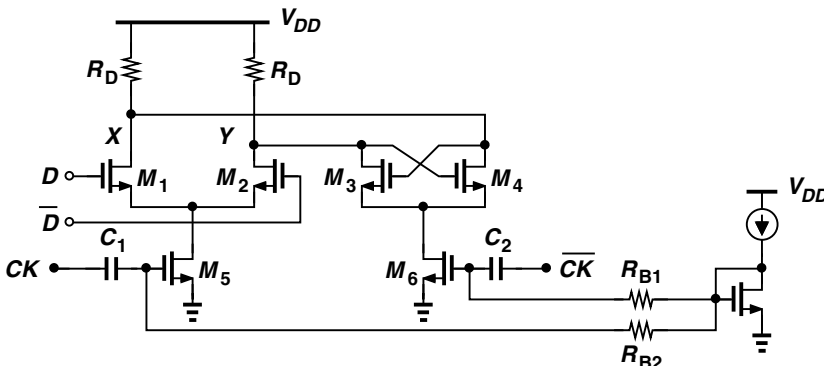 V_DD
R_D
R_D
X
Y
D
M_1
M_2
M_3
M_4
V_DD
D̅
C_1
C_2
CK
M_5
M_6
C̅K̅
R_B1
R_B2